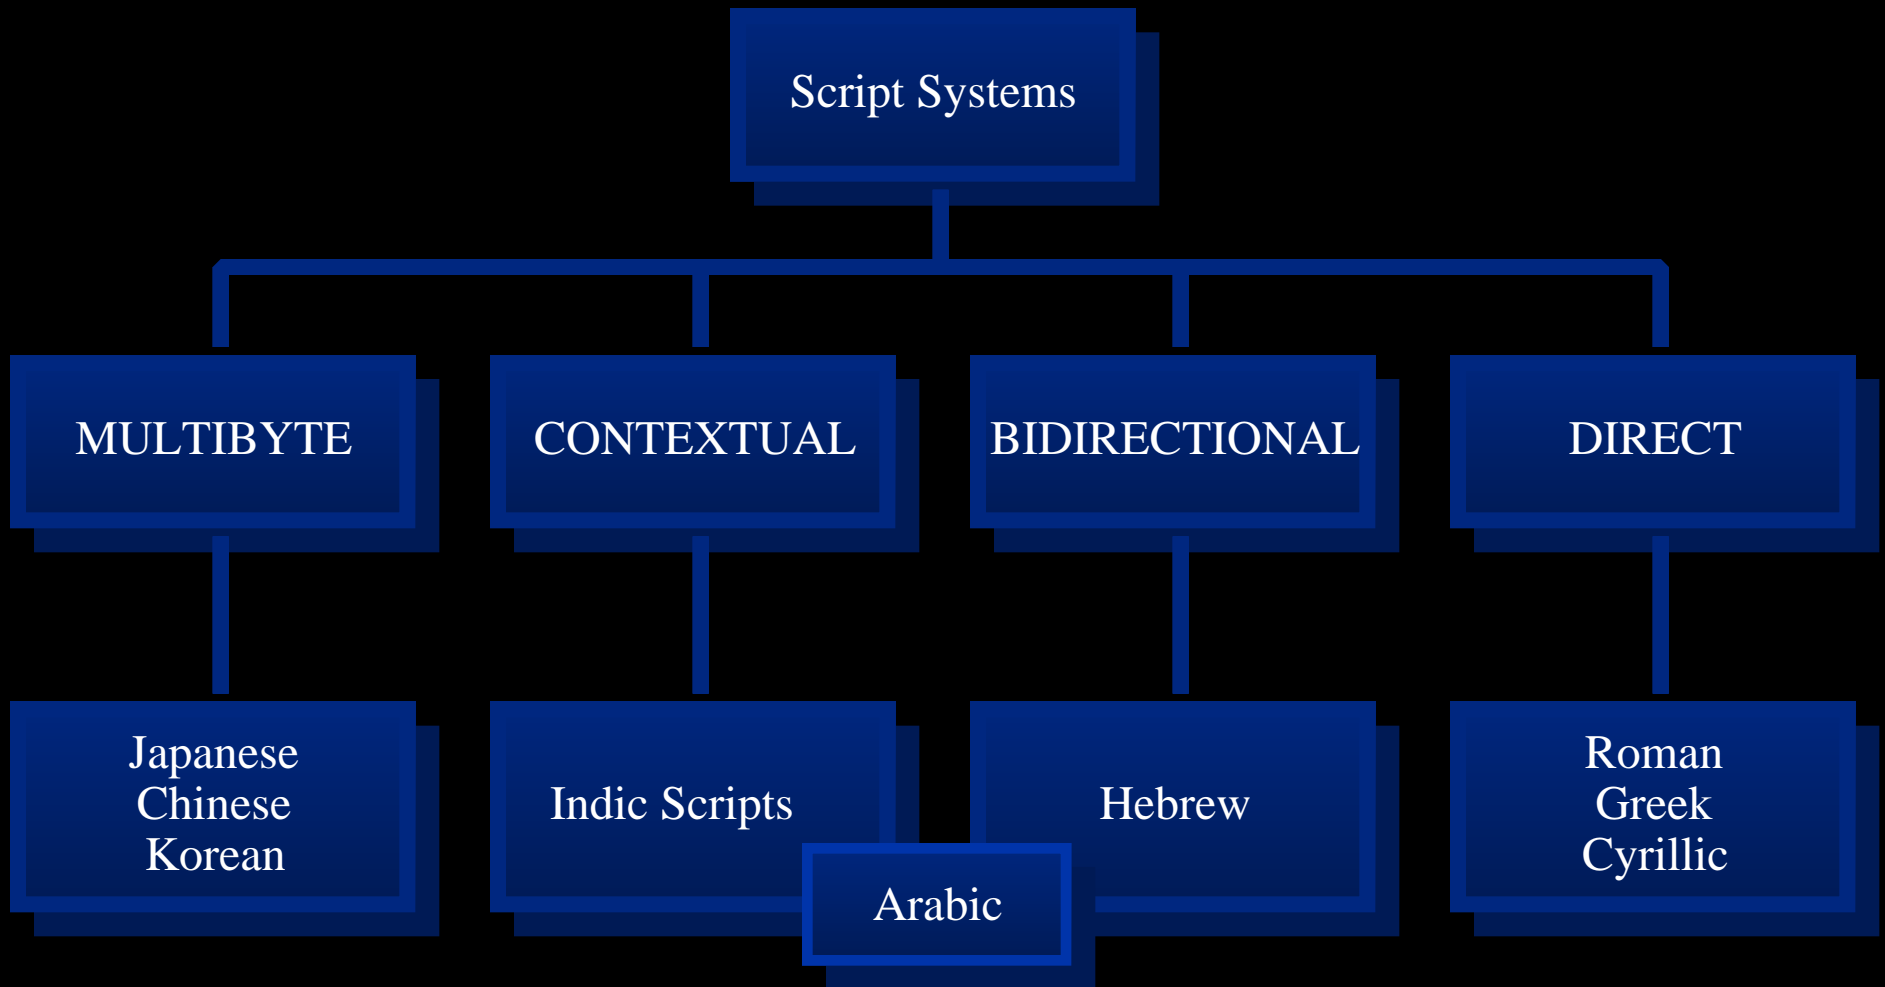 Script Systems
MULTIBYTE
CONTEXTUAL
BIDIRECTIONAL
DIRECT
Japanese
Chinese
Korean
Indic Scripts
Hebrew
Arabic
Roman
Greek
Cyrillic